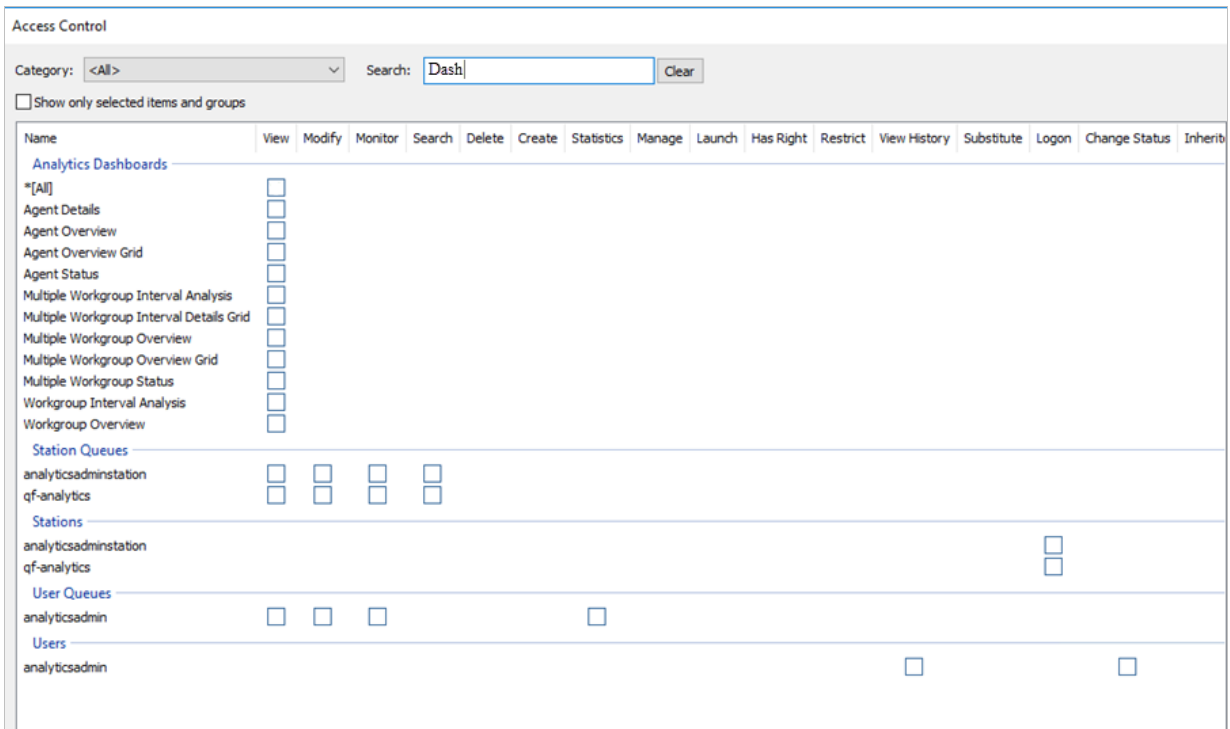 Access Control
Category: <All> Search: Dash Clear
Show only selected items and groups
Name View Modify Monitor Search Delete Create Statistics Manage Launch Has Right Restrict View History Substitute Logon Change Status Inherit
Analytics Dashboards
*[All]
Agent Details
Agent Overview
Agent Overview Grid
Agent Status
Multiple Workgroup Interval Analysis
Multiple Workgroup Interval Details Grid
Multiple Workgroup Overview
Multiple Workgroup Overview Grid
Multiple Workgroup Status
Workgroup Interval Analysis
Workgroup Overview
Station Queues
analyticsadminstation
qf-analytics
Stations
analyticsadminstation
qf-analytics
User Queues
analyticsadmin
Users
analyticsadmin